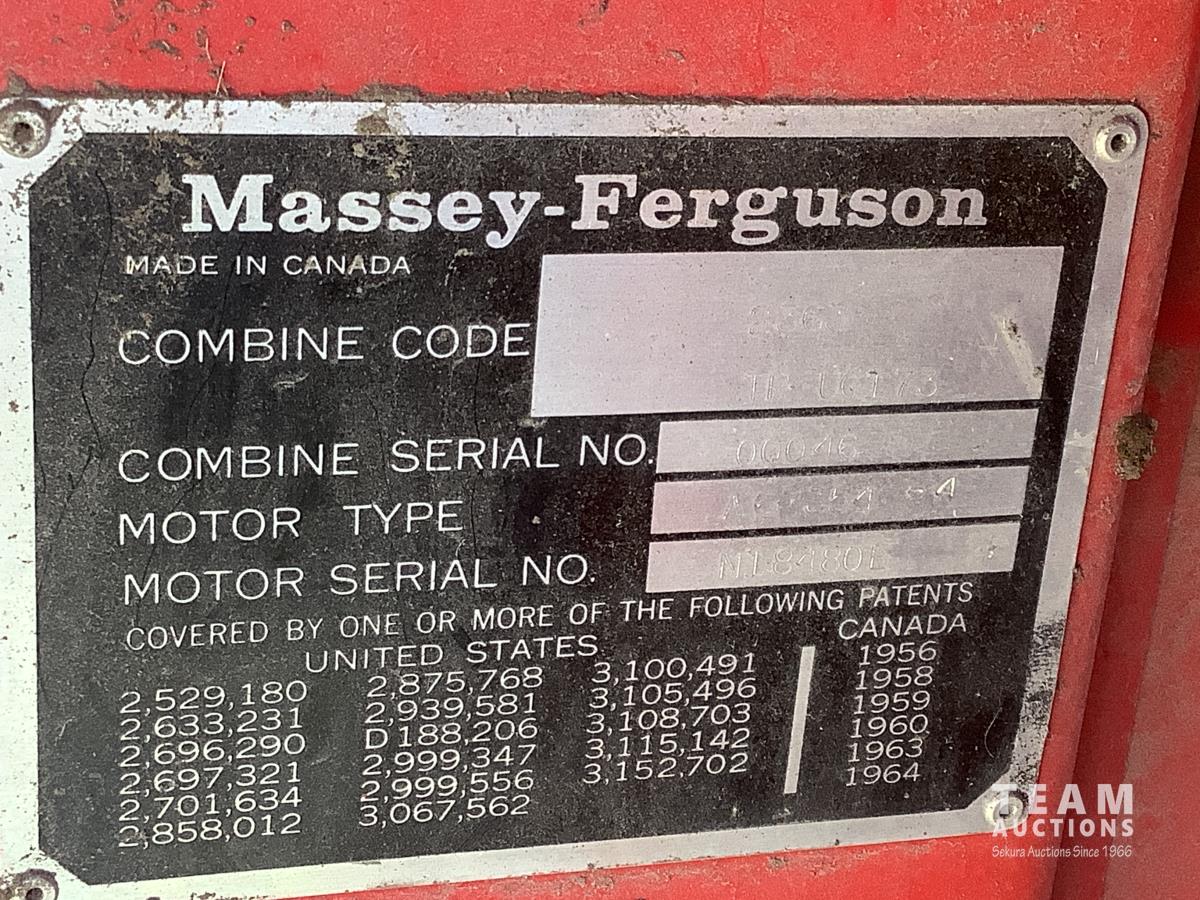 Massey-Ferguson
MADE IN CANADA
COMBINE CODE
COMBINE SERIAL NO.
MOTOR TYPE
MOTOR SERIAL NO. N184801
COVERED BY ONE OR MORE OF THE FOLLOWING PATENTS
UNITED STATES CANADA
2,529,180 2,875,768 3,100,491 1956
2,633,231 2,939,581 3,105,496 1958
2,696,290 D188,206 3,108,703 1959
2,697,321 2,999,347 3,115,142 1960
2,701,634 2,999,556 3,152,702 1963
2,858,012 3,067,562 1964
TEAM
AUCTIONS
Sekura Auctions Since 1966